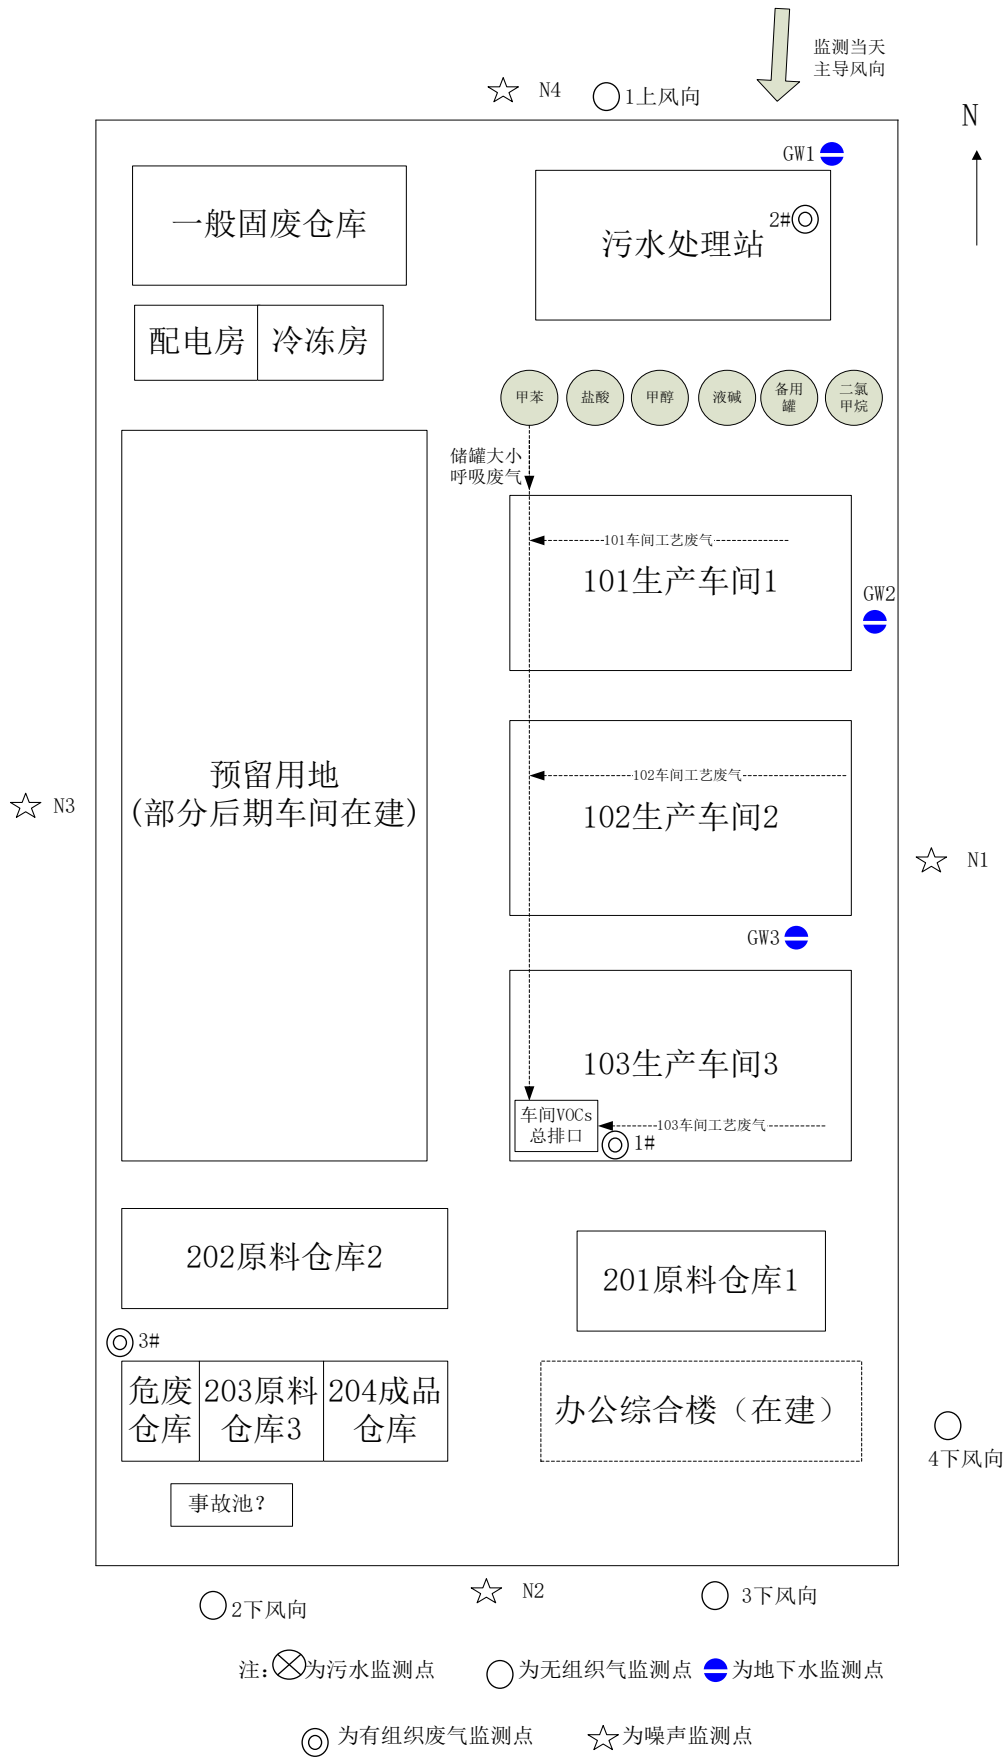 监测当天
主导风向
N4
1上风向
N
GW1
一般固废仓库
2#
污水处理站
配电房
冷冻房
甲苯
盐酸
甲醇
液碱
备用
罐
二氯
甲烷
储罐大小
呼吸废气
101车间工艺废气
101生产车间1
GW2
预留用地
(部分后期车间在建)
102车间工艺废气
102生产车间2
N3
N1
GW3
103生产车间3
车间VOCs
总排口
103车间工艺废气
1#
202原料仓库2
201原料仓库1
3#
危废
仓库
203原料
仓库3
204成品
仓库
办公综合楼（在建）
4下风向
事故池？
2下风向
N2
3下风向
注:
为污水监测点
为无组织气监测点
为地下水监测点
为有组织废气监测点
为噪声监测点